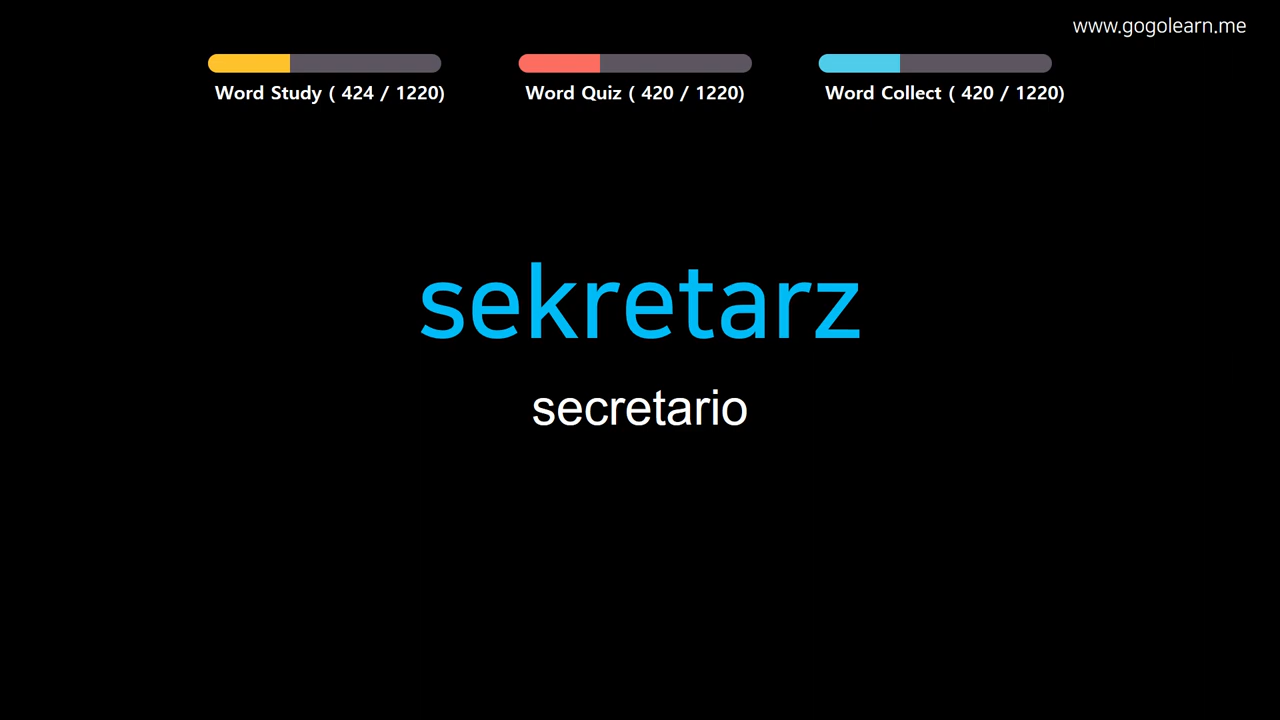 www.gogolearn.me
Word Study ( 424 / 1220)
Word Quiz ( 420 / 1220)
Word Collect ( 420 / 1220)
sekretarz
secretario